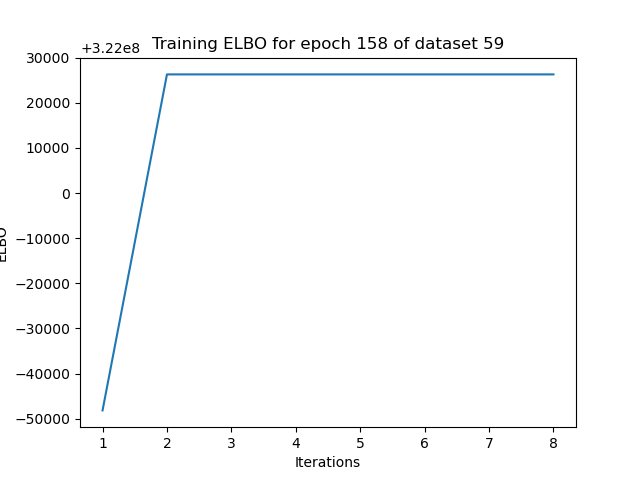 Training ELBO for epoch 158 of dataset 59
+3.22e8
30000
20000
10000
0
−10000
−20000
−30000
−40000
−50000
ELBO
1 2 3 4 5 6 7 8
Iterations